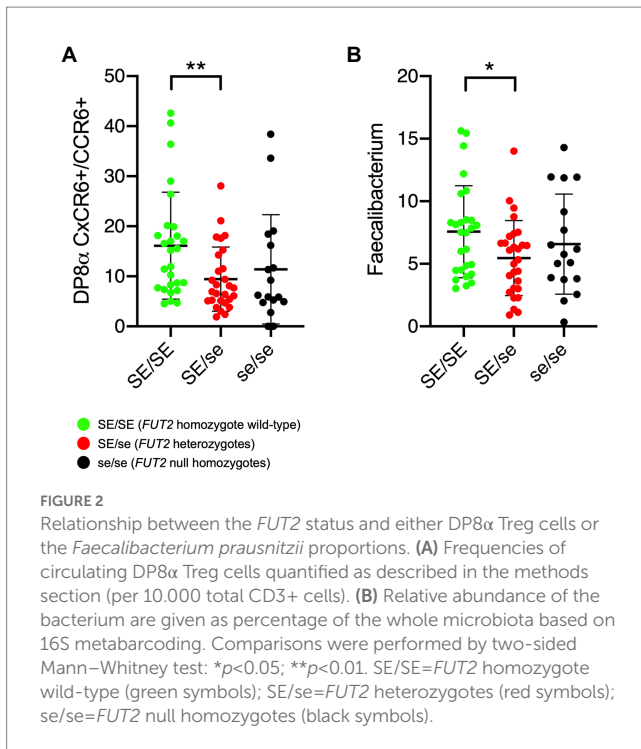 A
**
50
40
30
20
10
0
DP8α CxCR6+/CCR6+
SE/SE
SE/se
se/se
B
*
20
15
10
5
0
Faecalibacterium
SE/SE
SE/se
se/se
SE/SE (FUT2 homozygote wild-type)
SE/se (FUT2 heterozygotes)
se/se (FUT2 null homozygotes)
FIGURE 2
Relationship between the FUT2 status and either DP8α Treg cells or
the Faecalibacterium prausnitzii proportions. (A) Frequencies of
circulating DP8α Treg cells quantified as described in the methods
section (per 10.000 total CD3+ cells). (B) Relative abundance of the
bacterium are given as percentage of the whole microbiota based on
16S metabarcoding. Comparisons were performed by two-sided
Mann–Whitney test: *p<0.05; **p<0.01. SE/SE=FUT2 homozygote
wild-type (green symbols); SE/se=FUT2 heterozygotes (red symbols);
se/se=FUT2 null homozygotes (black symbols).